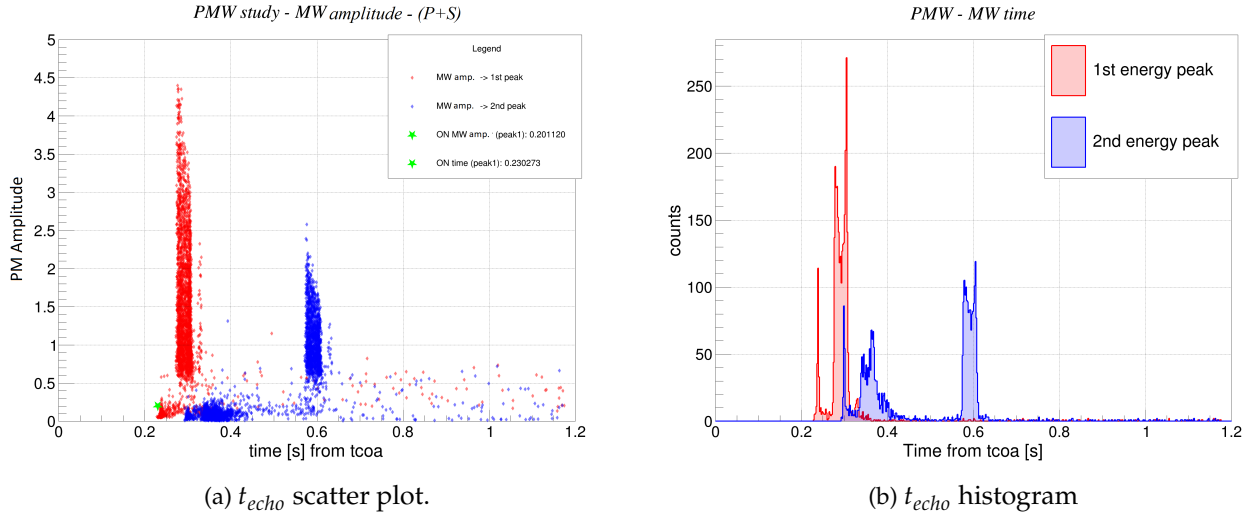 PMW study - MW amplitude - (P+S)
PM Amplitude
5
4.5
4
3.5
3
2.5
2
1.5
1
0.5
0
0 0.2 0.4 0.6 0.8 1 1.2
time [s] from tcoa
Legend
MW amp. -> 1st peak
MW amp. -> 2nd peak
ON MW amp. (peak1): 0.201120
ON time (peak1): 0.230273
(a) techo scatter plot.
PMW - MW time
counts
250
200
150
100
50
0
0 0.2 0.4 0.6 0.8 1 1.2
Time from tcoa [s]
1st energy peak
2nd energy peak
(b) techo histogram